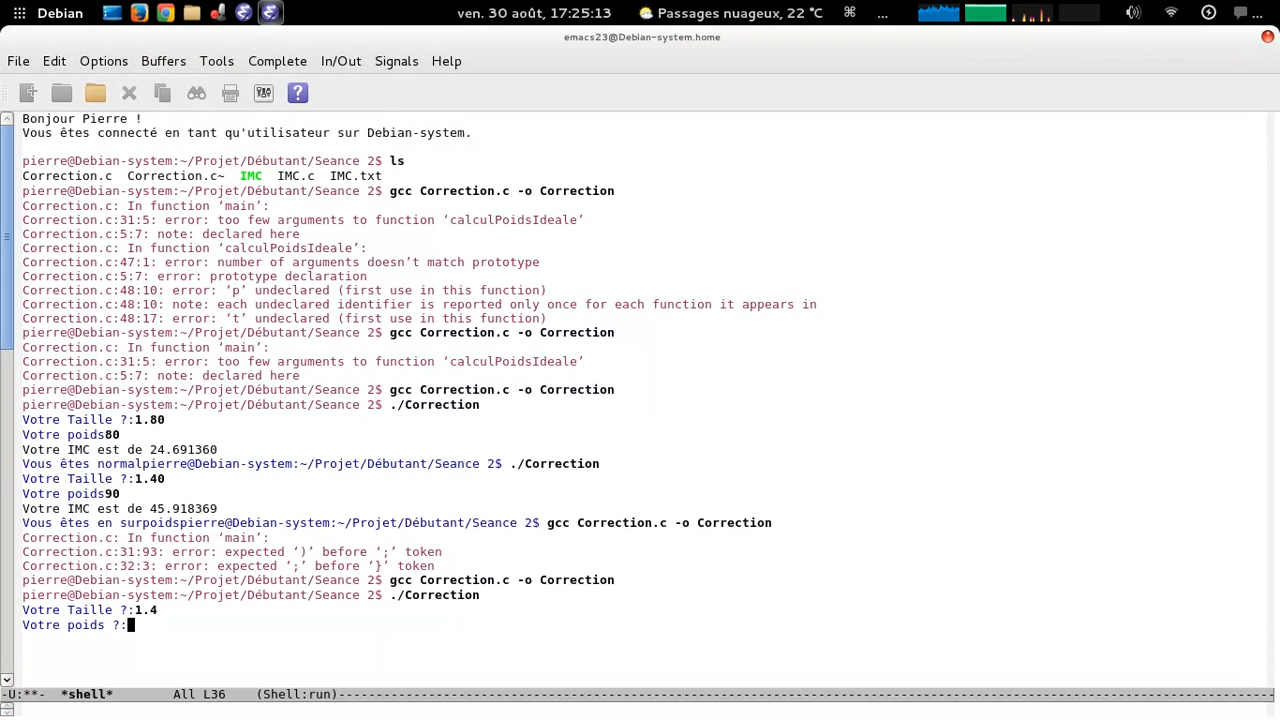 Debian ven. 30 août, 17:25:13 Passages nuageux, 22 ℃ ⌘ ... ...
emacs23@Debian-system.home
File Edit Options Buffers Tools Complete In/Out Signals Help
Bonjour Pierre !
Vous êtes connecté en tant qu'utilisateur sur Debian-system.
pierre@Debian-system:~/Projet/Débutant/Seance 2$ ls
Correction.c Correction.c~ IMC IMC.c IMC.txt
pierre@Debian-system:~/Projet/Débutant/Seance 2$ gcc Correction.c -o Correction
Correction.c: In function ‘main’:
Correction.c:31:5: error: too few arguments to function ‘calculPoidsIdeale’
Correction.c:5:7: note: declared here
Correction.c: In function ‘calculPoidsIdeale’:
Correction.c:47:1: error: number of arguments doesn’t match prototype
Correction.c:5:7: error: prototype declaration
Correction.c:48:10: error: ‘p’ undeclared (first use in this function)
Correction.c:48:10: note: each undeclared identifier is reported only once for each function it appears in
Correction.c:48:17: error: ‘t’ undeclared (first use in this function)
pierre@Debian-system:~/Projet/Débutant/Seance 2$ gcc Correction.c -o Correction
Correction.c: In function ‘main’:
Correction.c:31:5: error: too few arguments to function ‘calculPoidsIdeale’
Correction.c:5:7: note: declared here
pierre@Debian-system:~/Projet/Débutant/Seance 2$ gcc Correction.c -o Correction
pierre@Debian-system:~/Projet/Débutant/Seance 2$ ./Correction
Votre Taille ?:1.80
Votre poids80
Votre IMC est de 24.691360
Vous êtes normalpierre@Debian-system:~/Projet/Débutant/Seance 2$ ./Correction
Votre Taille ?:1.40
Votre poids90
Votre IMC est de 45.918369
Vous êtes en surpoidspierre@Debian-system:~/Projet/Débutant/Seance 2$ gcc Correction.c -o Correction
Correction.c: In function ‘main’:
Correction.c:31:93: error: expected ‘)’ before ‘;’ token
Correction.c:32:3: error: expected ‘;’ before ‘}’ token
pierre@Debian-system:~/Projet/Débutant/Seance 2$ gcc Correction.c -o Correction
pierre@Debian-system:~/Projet/Débutant/Seance 2$ ./Correction
Votre Taille ?:1.4
Votre poids ?:
-U:**- *shell* All L36 (Shell:run)-----------------------------------------------------------------------------------------------------------------------------